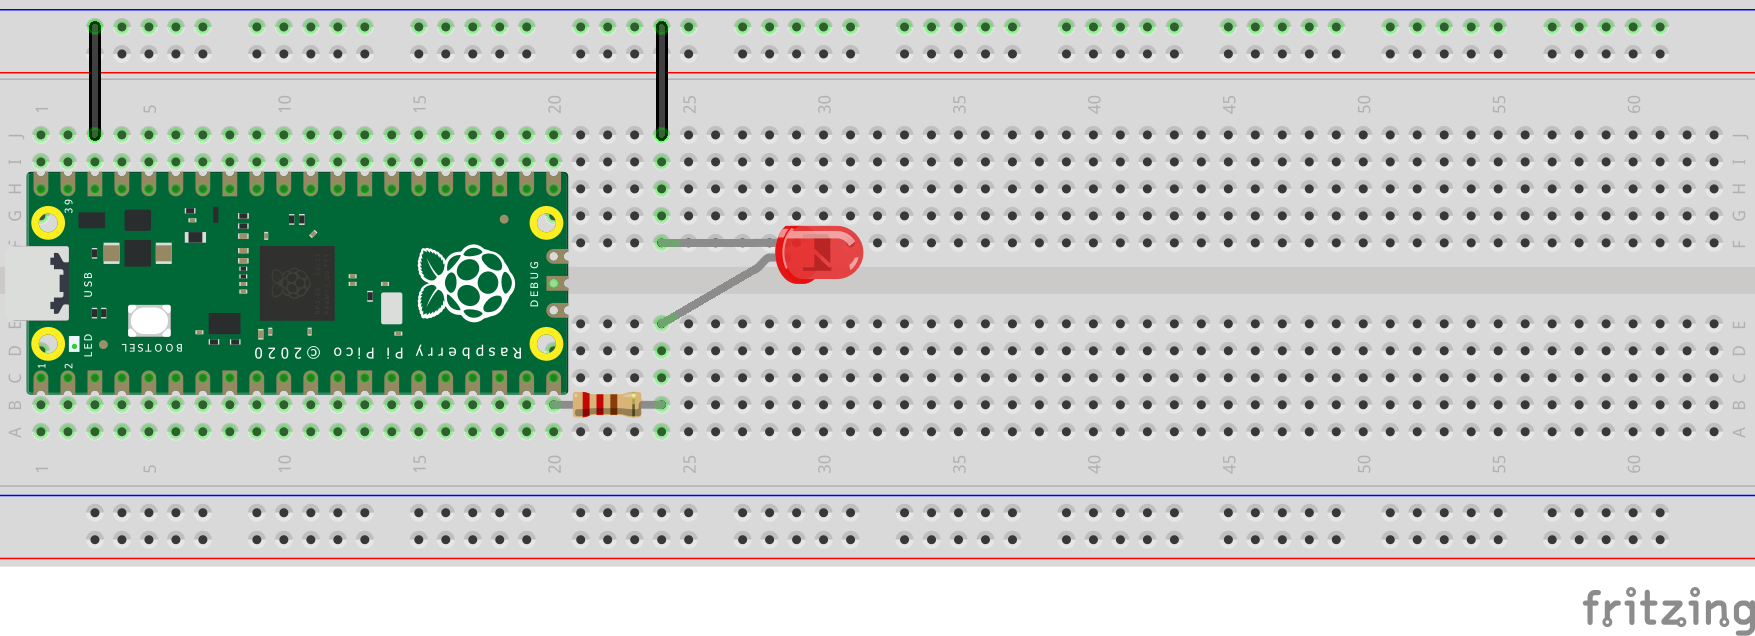 1 5 10 15 20 25 30 35 40 45 50 55 60
J J
I I
H H
39
G G
F F
USB
DEBUG
E E
LED
BOOTSEL
Raspberry Pi Pico ©2020
D D
1 2
C C
B B
A A
1 5 10 15 20 25 30 35 40 45 50 55 60
fritzing